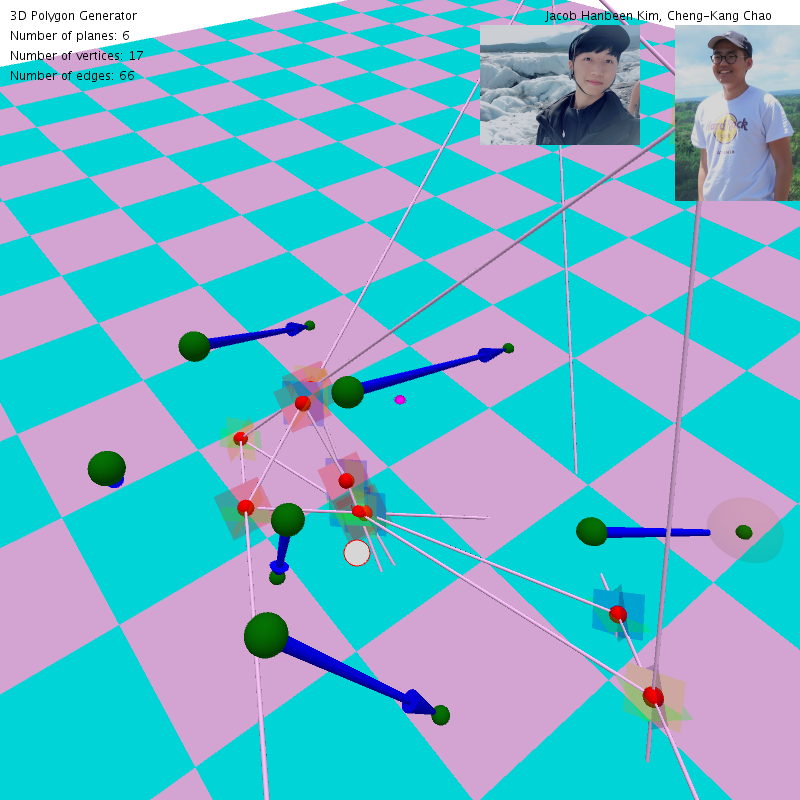 3D Polygon Generator
Jacob Hanbeen Kim, Cheng-Kang Chao
Number of planes: 6
Number of vertices: 17
Number of edges: 66